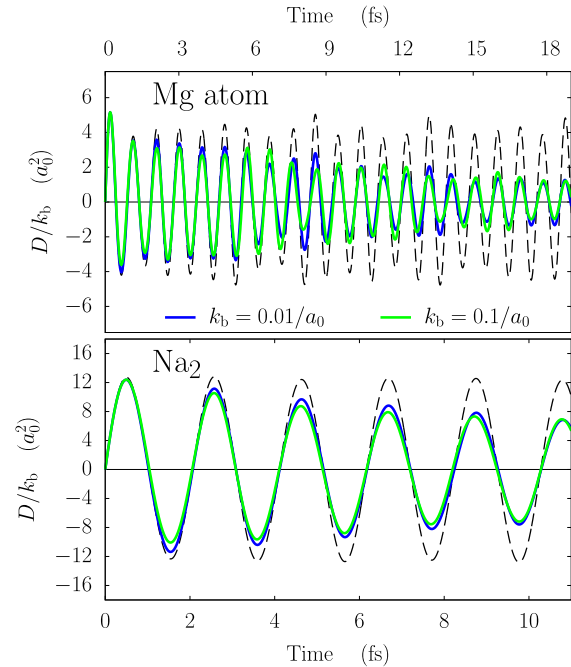 Time (fs)
0 3 6 9 12 15 18
Mg atom
6
4
2
0
−2
−4
−6
D/k_b (a_0^2)
k_b = 0.01/a_0 k_b = 0.1/a_0
Na_2
16
12
8
4
0
−4
−8
−12
−16
D/k_b (a_0^2)
0 2 4 6 8 10
Time (fs)